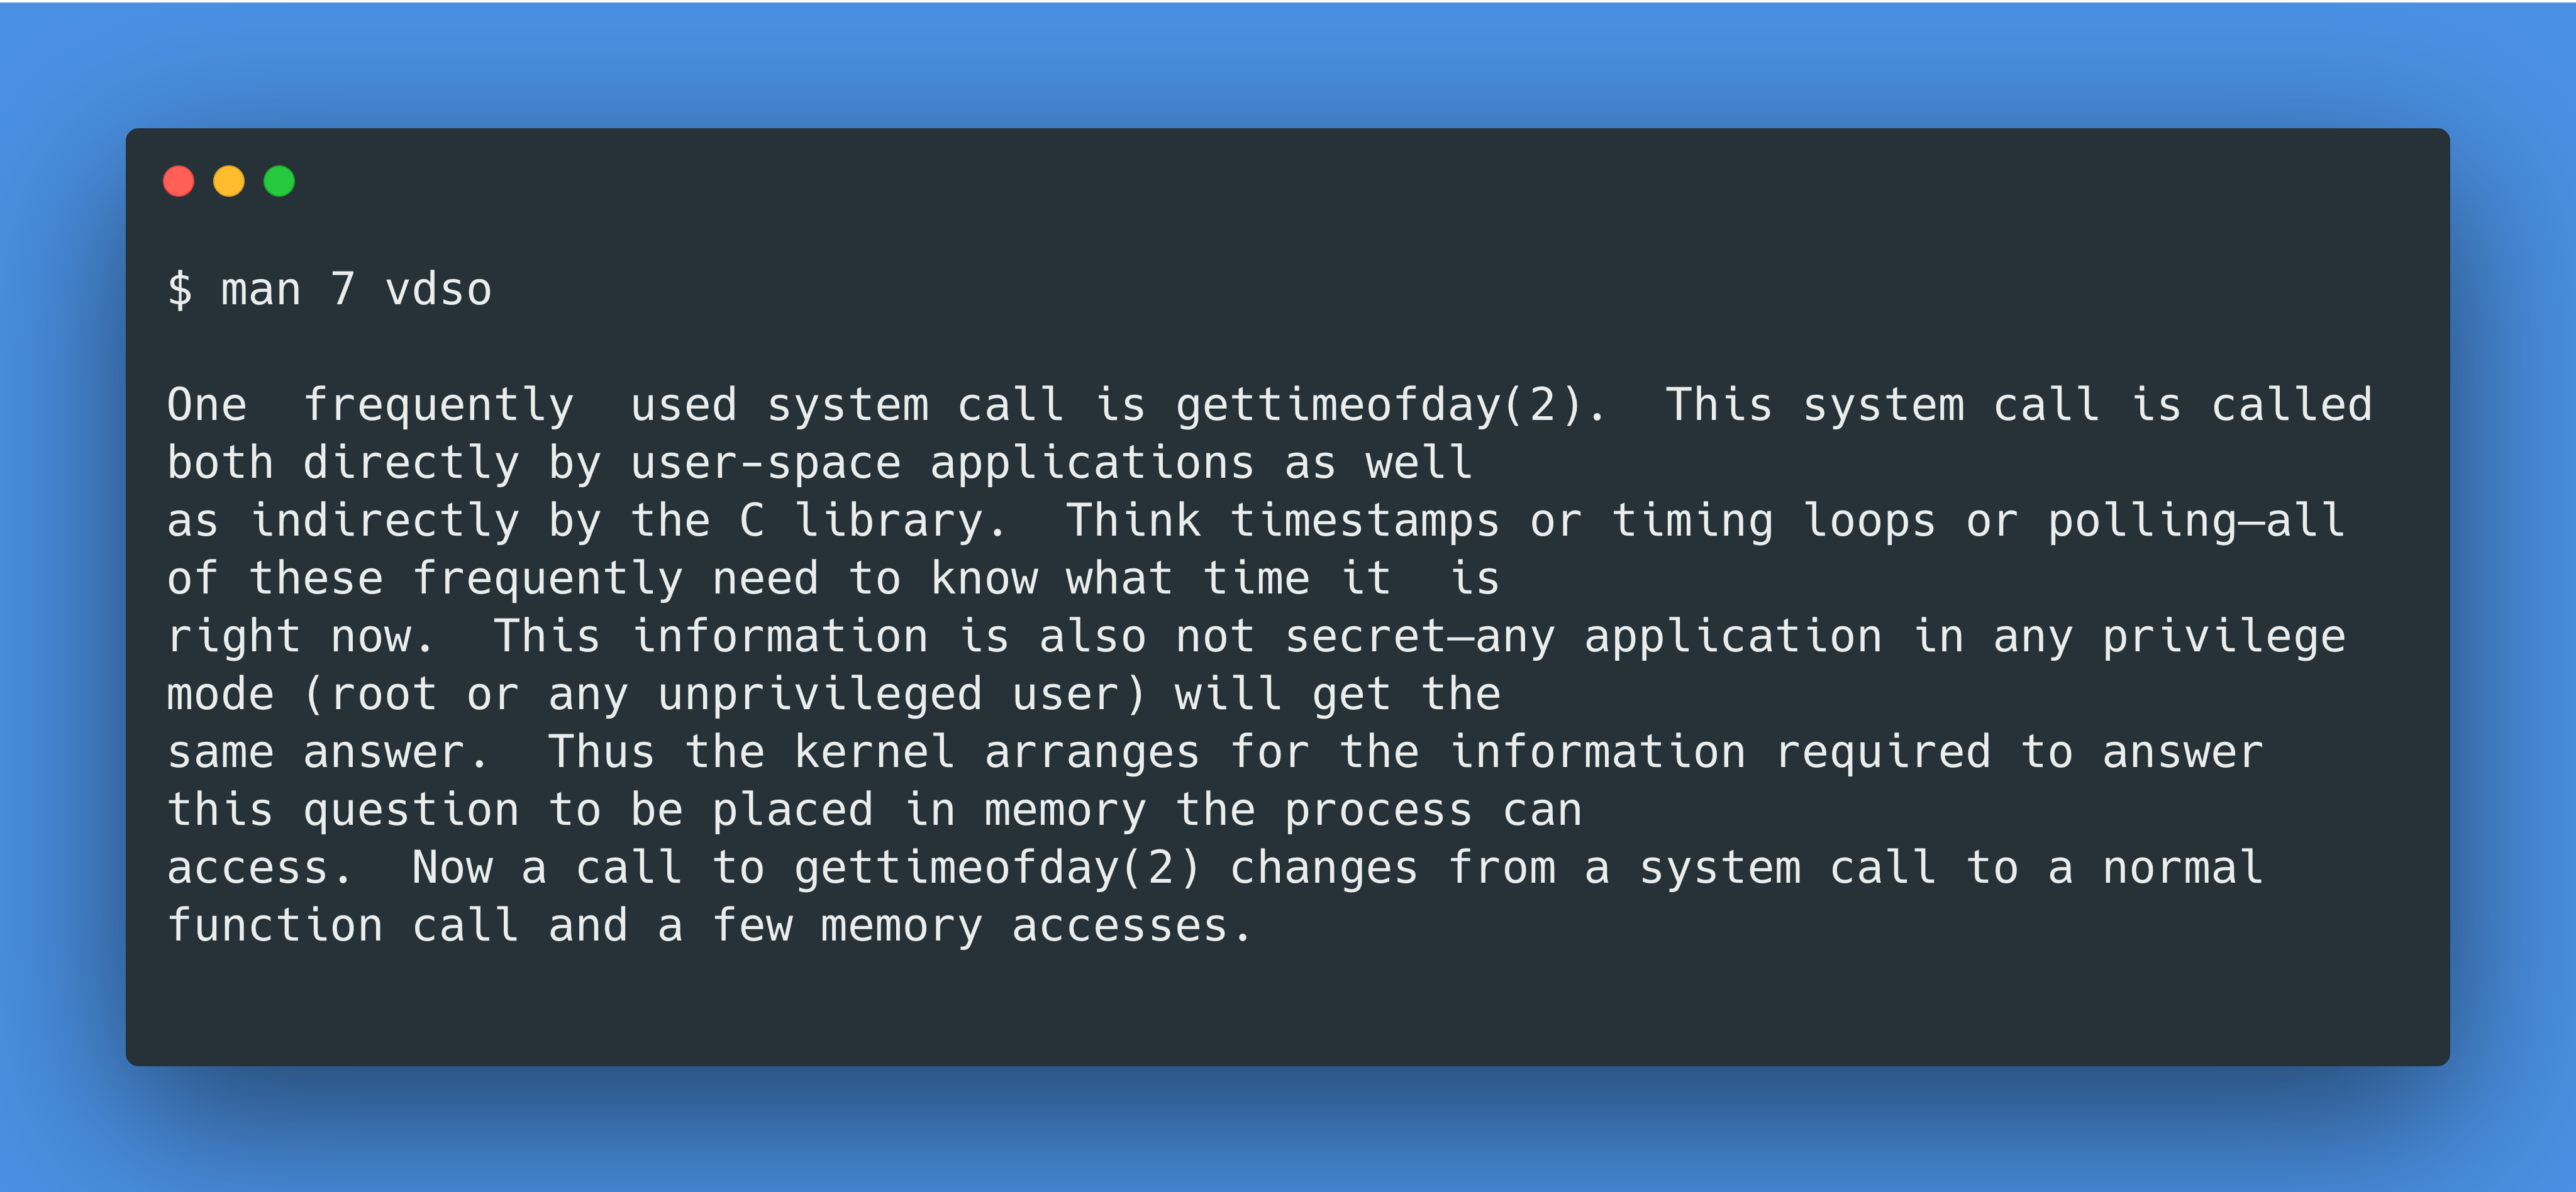 $ man 7 vdso
One  frequently  used system call is gettimeofday(2).  This system call is called
both directly by user-space applications as well
as indirectly by the C library.  Think timestamps or timing loops or polling—all
of these frequently need to know what time it  is
right now.  This information is also not secret—any application in any privilege
mode (root or any unprivileged user) will get the
same answer.  Thus the kernel arranges for the information required to answer
this question to be placed in memory the process can
access.  Now a call to gettimeofday(2) changes from a system call to a normal
function call and a few memory accesses.